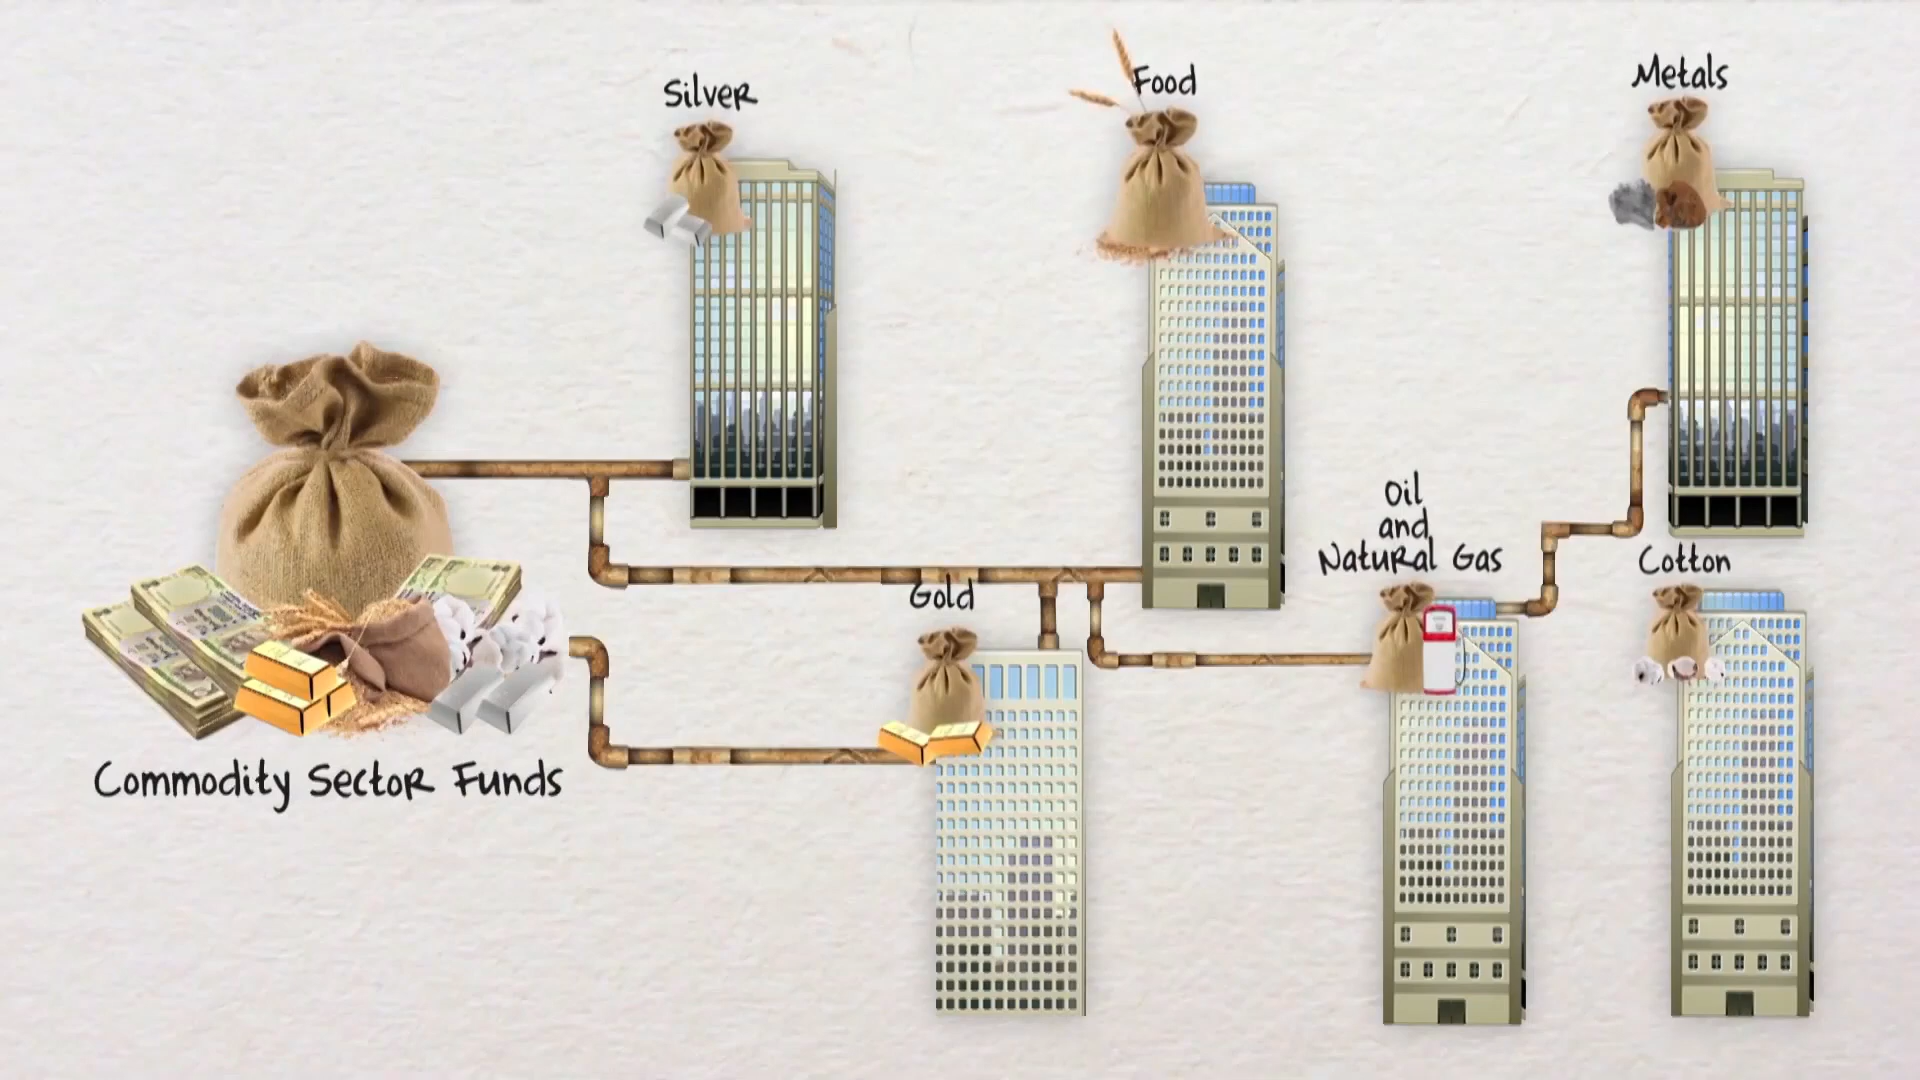 Silver
Food
Metals
Oil
and
Natural Gas
Cotton
Gold
Commodity Sector Funds